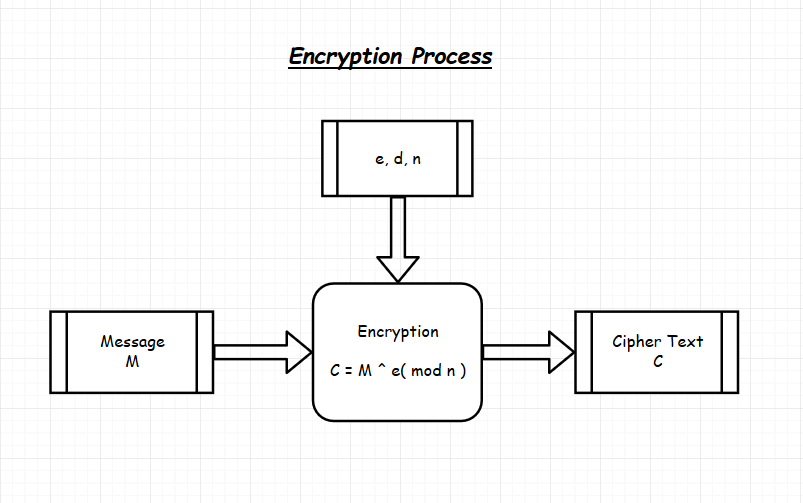 Encryption Process
e, d, n
Message
M
Encryption
C = M ^ e( mod n )
Cipher Text
C